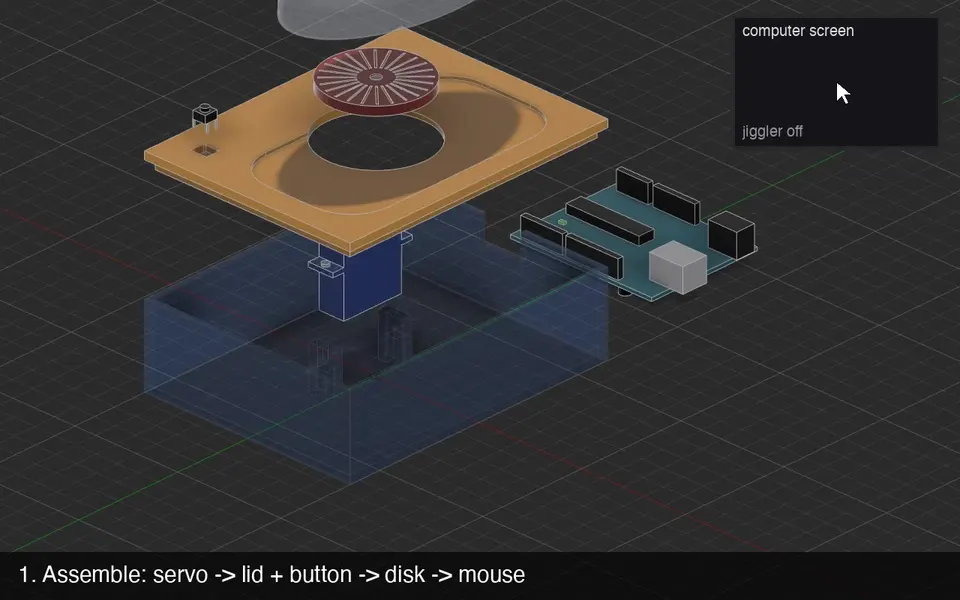 computer screen
jiggler off
1. Assemble: servo -> lid + button -> disk -> mouse